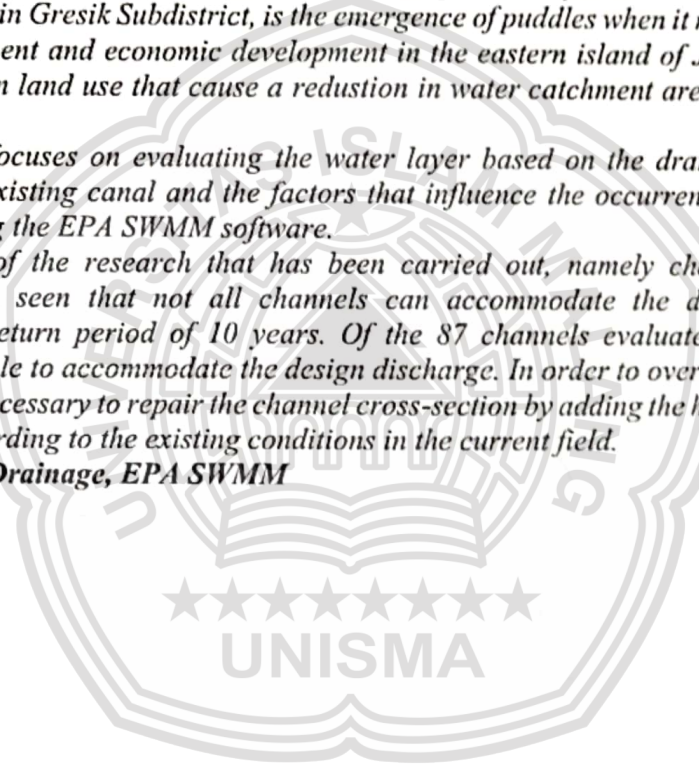 in Gresik Subdistrict, is the emergence of puddles when it
ent and economic development in the eastern island of
land use that cause a redustion in water catchment are
ocuses on evaluating the water layer based on the dra
xisting canal and the factors that influence the occurren
g the EPA SWMM software.
of the research that has been carried out, namely ch
seen that not all channels can accommodate the d
eturn period of 10 years. Of the 87 channels evaluate
le to accommodate the design discharge. In order to over
cessary to repair the channel cross-section by adding the
rding to the existing conditions in the current field.
Drainage, EPA SWMM
UNIVERSITAS ISLAM MALANG
UNISMA